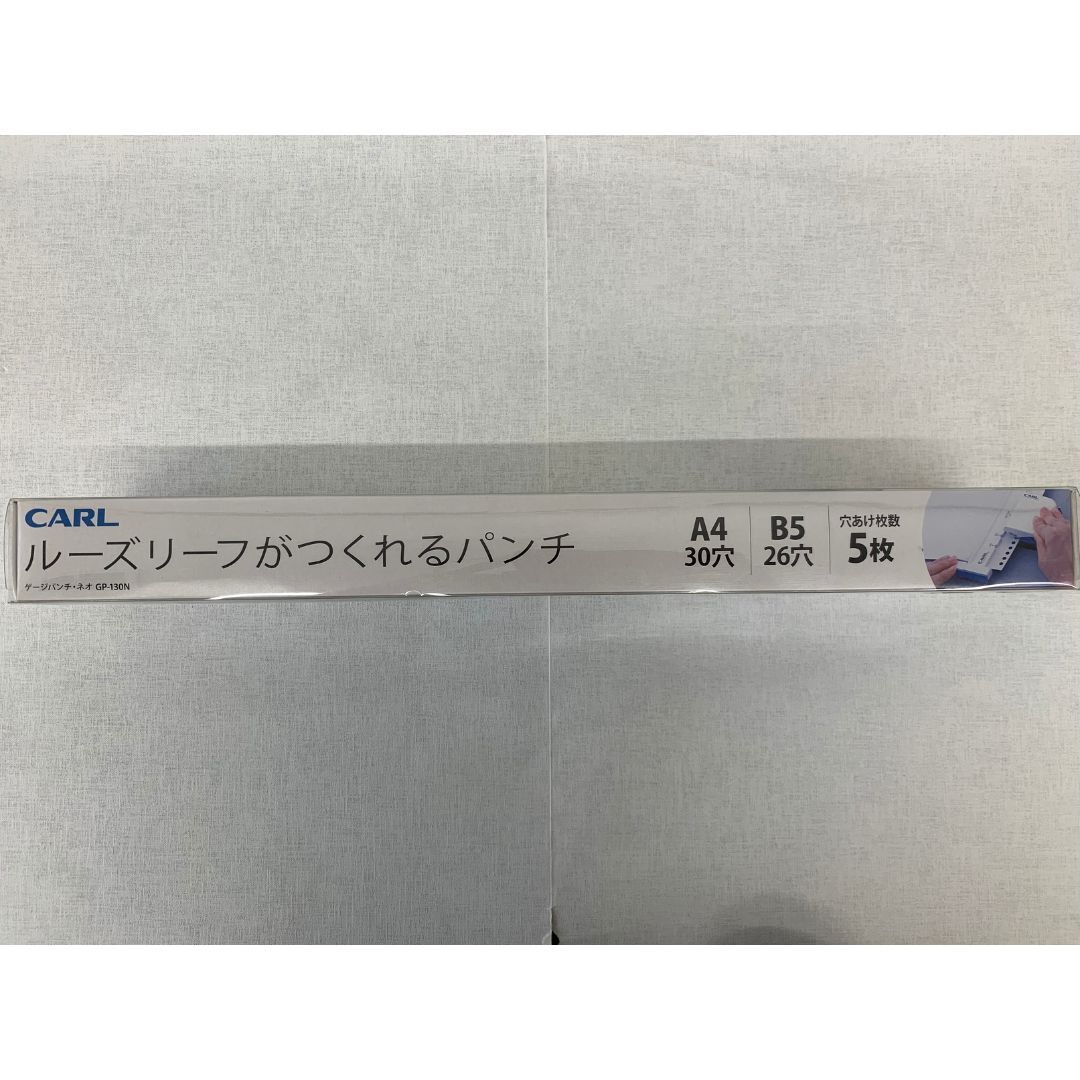 CARL
ルーズリーフがつくれるパンチ
ゲージパンチ・ネオ GP-130N
A4
30穴
B5
26穴
穴あけ枚数
5枚
CARL